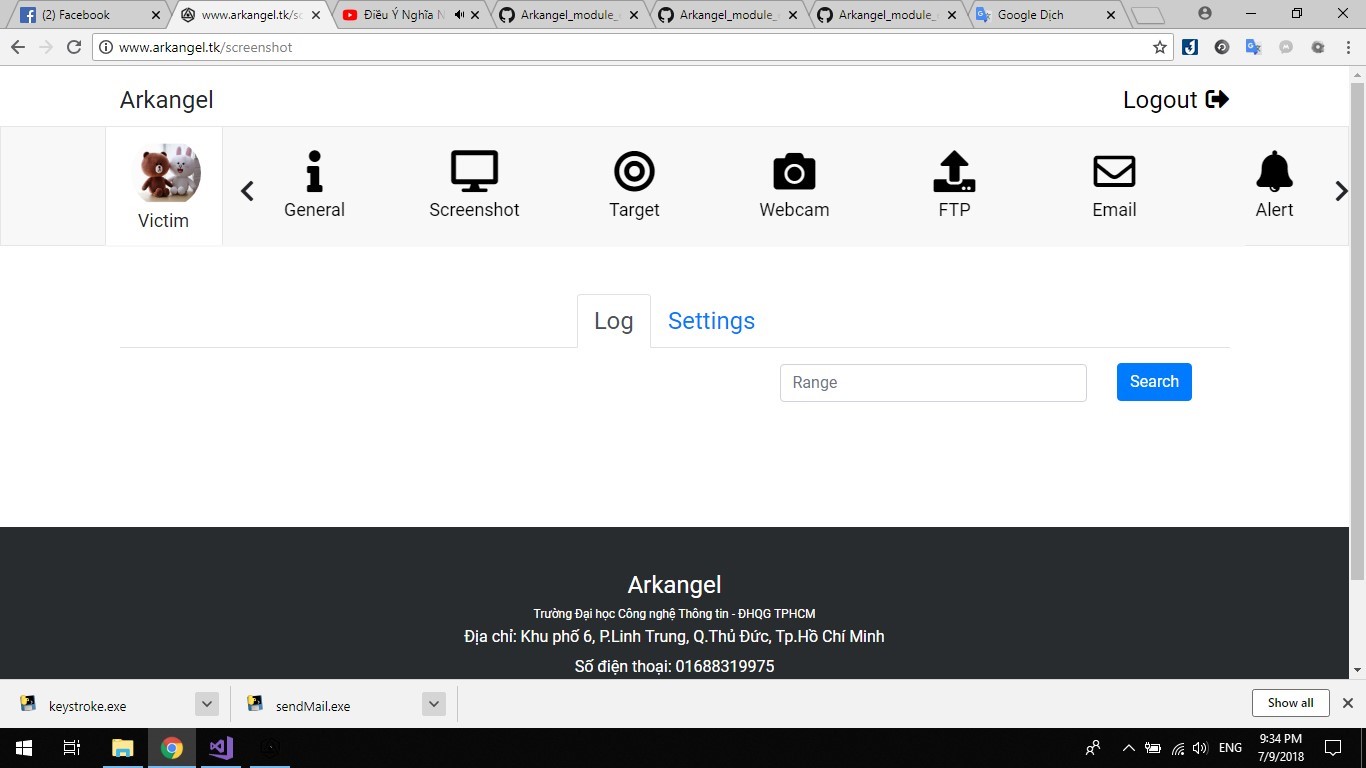 (2) Facebook
www.arkangel.tk/sc
Điều Ý Nghĩa N
Arkangel_module_
Arkangel_module_
Arkangel_module_
Google Dịch
www.arkangel.tk/screenshot
Arkangel
Logout
Victim
General
Screenshot
Target
Webcam
FTP
Email
Alert
Log
Settings
Range
Search
Arkangel
Trường Đại học Công nghệ Thông tin - ĐHQG TPHCM
Địa chỉ: Khu phố 6, P.Linh Trung, Q.Thủ Đức, Tp.Hồ Chí Minh
Số điện thoại: 01688319975
keystroke.exe
sendMail.exe
Show all
ENG
9:34 PM
7/9/2018